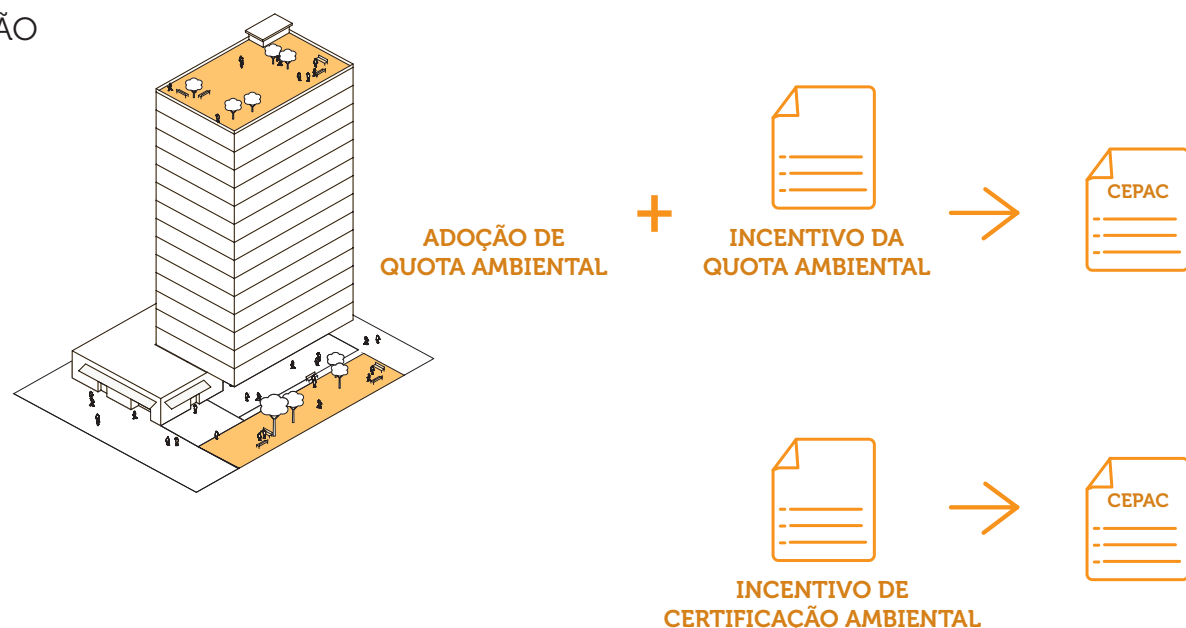 ÃO
ADOÇÃO DE
QUOTA AMBIENTAL
+
INCENTIVO DA
QUOTA AMBIENTAL
CEPAC
INCENTIVO DE
CERTIFICAÇÃO AMBIENTAL
CEPAC